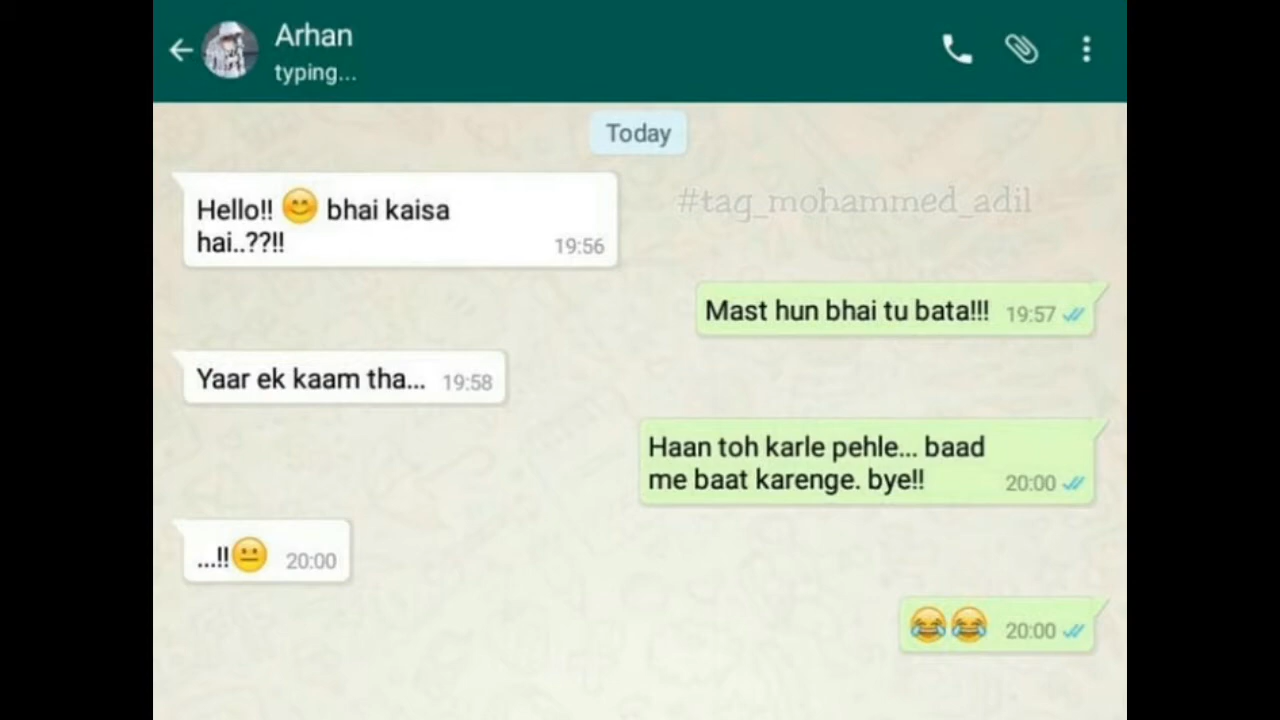 Arhan
typing...
Today
#tag_mohammed_adil
Hello!! 😊 bhai kaisa
hai..??!!
19:56
Mast hun bhai tu bata!!! 19:57
Yaar ek kaam tha... 19:58
Haan toh karle pehle... baad
me baat karenge. bye!! 20:00
...!!😐 20:00
😂😂 20:00